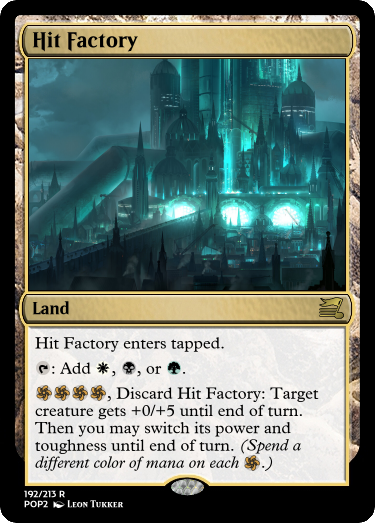 Hit Factory
Land
Hit Factory enters tapped.
: Add , , or .
, Discard Hit Factory: Target
creature gets +0/+5 until end of turn.
Then you may switch its power and
toughness until end of turn. (Spend a
different color of mana on each .)
192/213 R
POP2 Leon Tukker